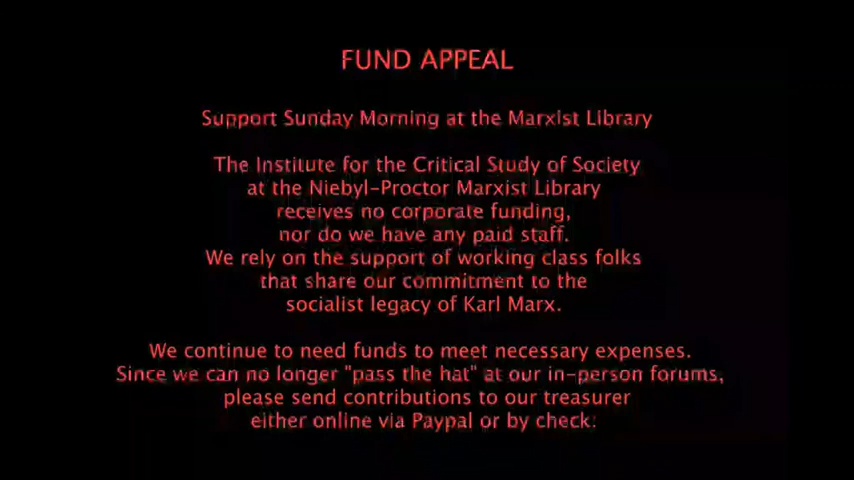 FUND APPEAL
Support Sunday Morning at the Marxist Library
The Institute for the Critical Study of Society
at the Niebyl-Proctor Marxist Library
receives no corporate funding,
nor do we have any paid staff.
We rely on the support of working class folks
that share our commitment to the
socialist legacy of Karl Marx.
We continue to need funds to meet necessary expenses.
Since we can no longer "pass the hat" at our in-person forums,
please send contributions to our treasurer
either online via Paypal or by check: